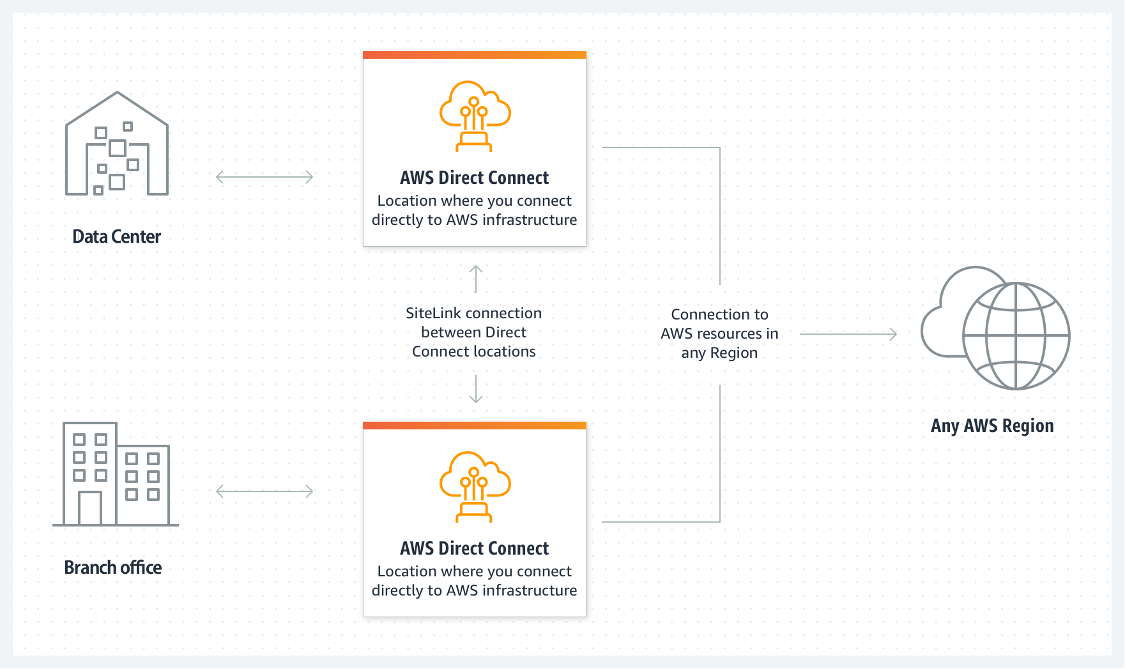 AWS Direct Connect
Location where you connect
directly to AWS infrastructure
Data Center
SiteLink connection
between Direct
Connect locations
Connection to
AWS resources in
any Region
Any AWS Region
AWS Direct Connect
Location where you connect
directly to AWS infrastructure
Branch office